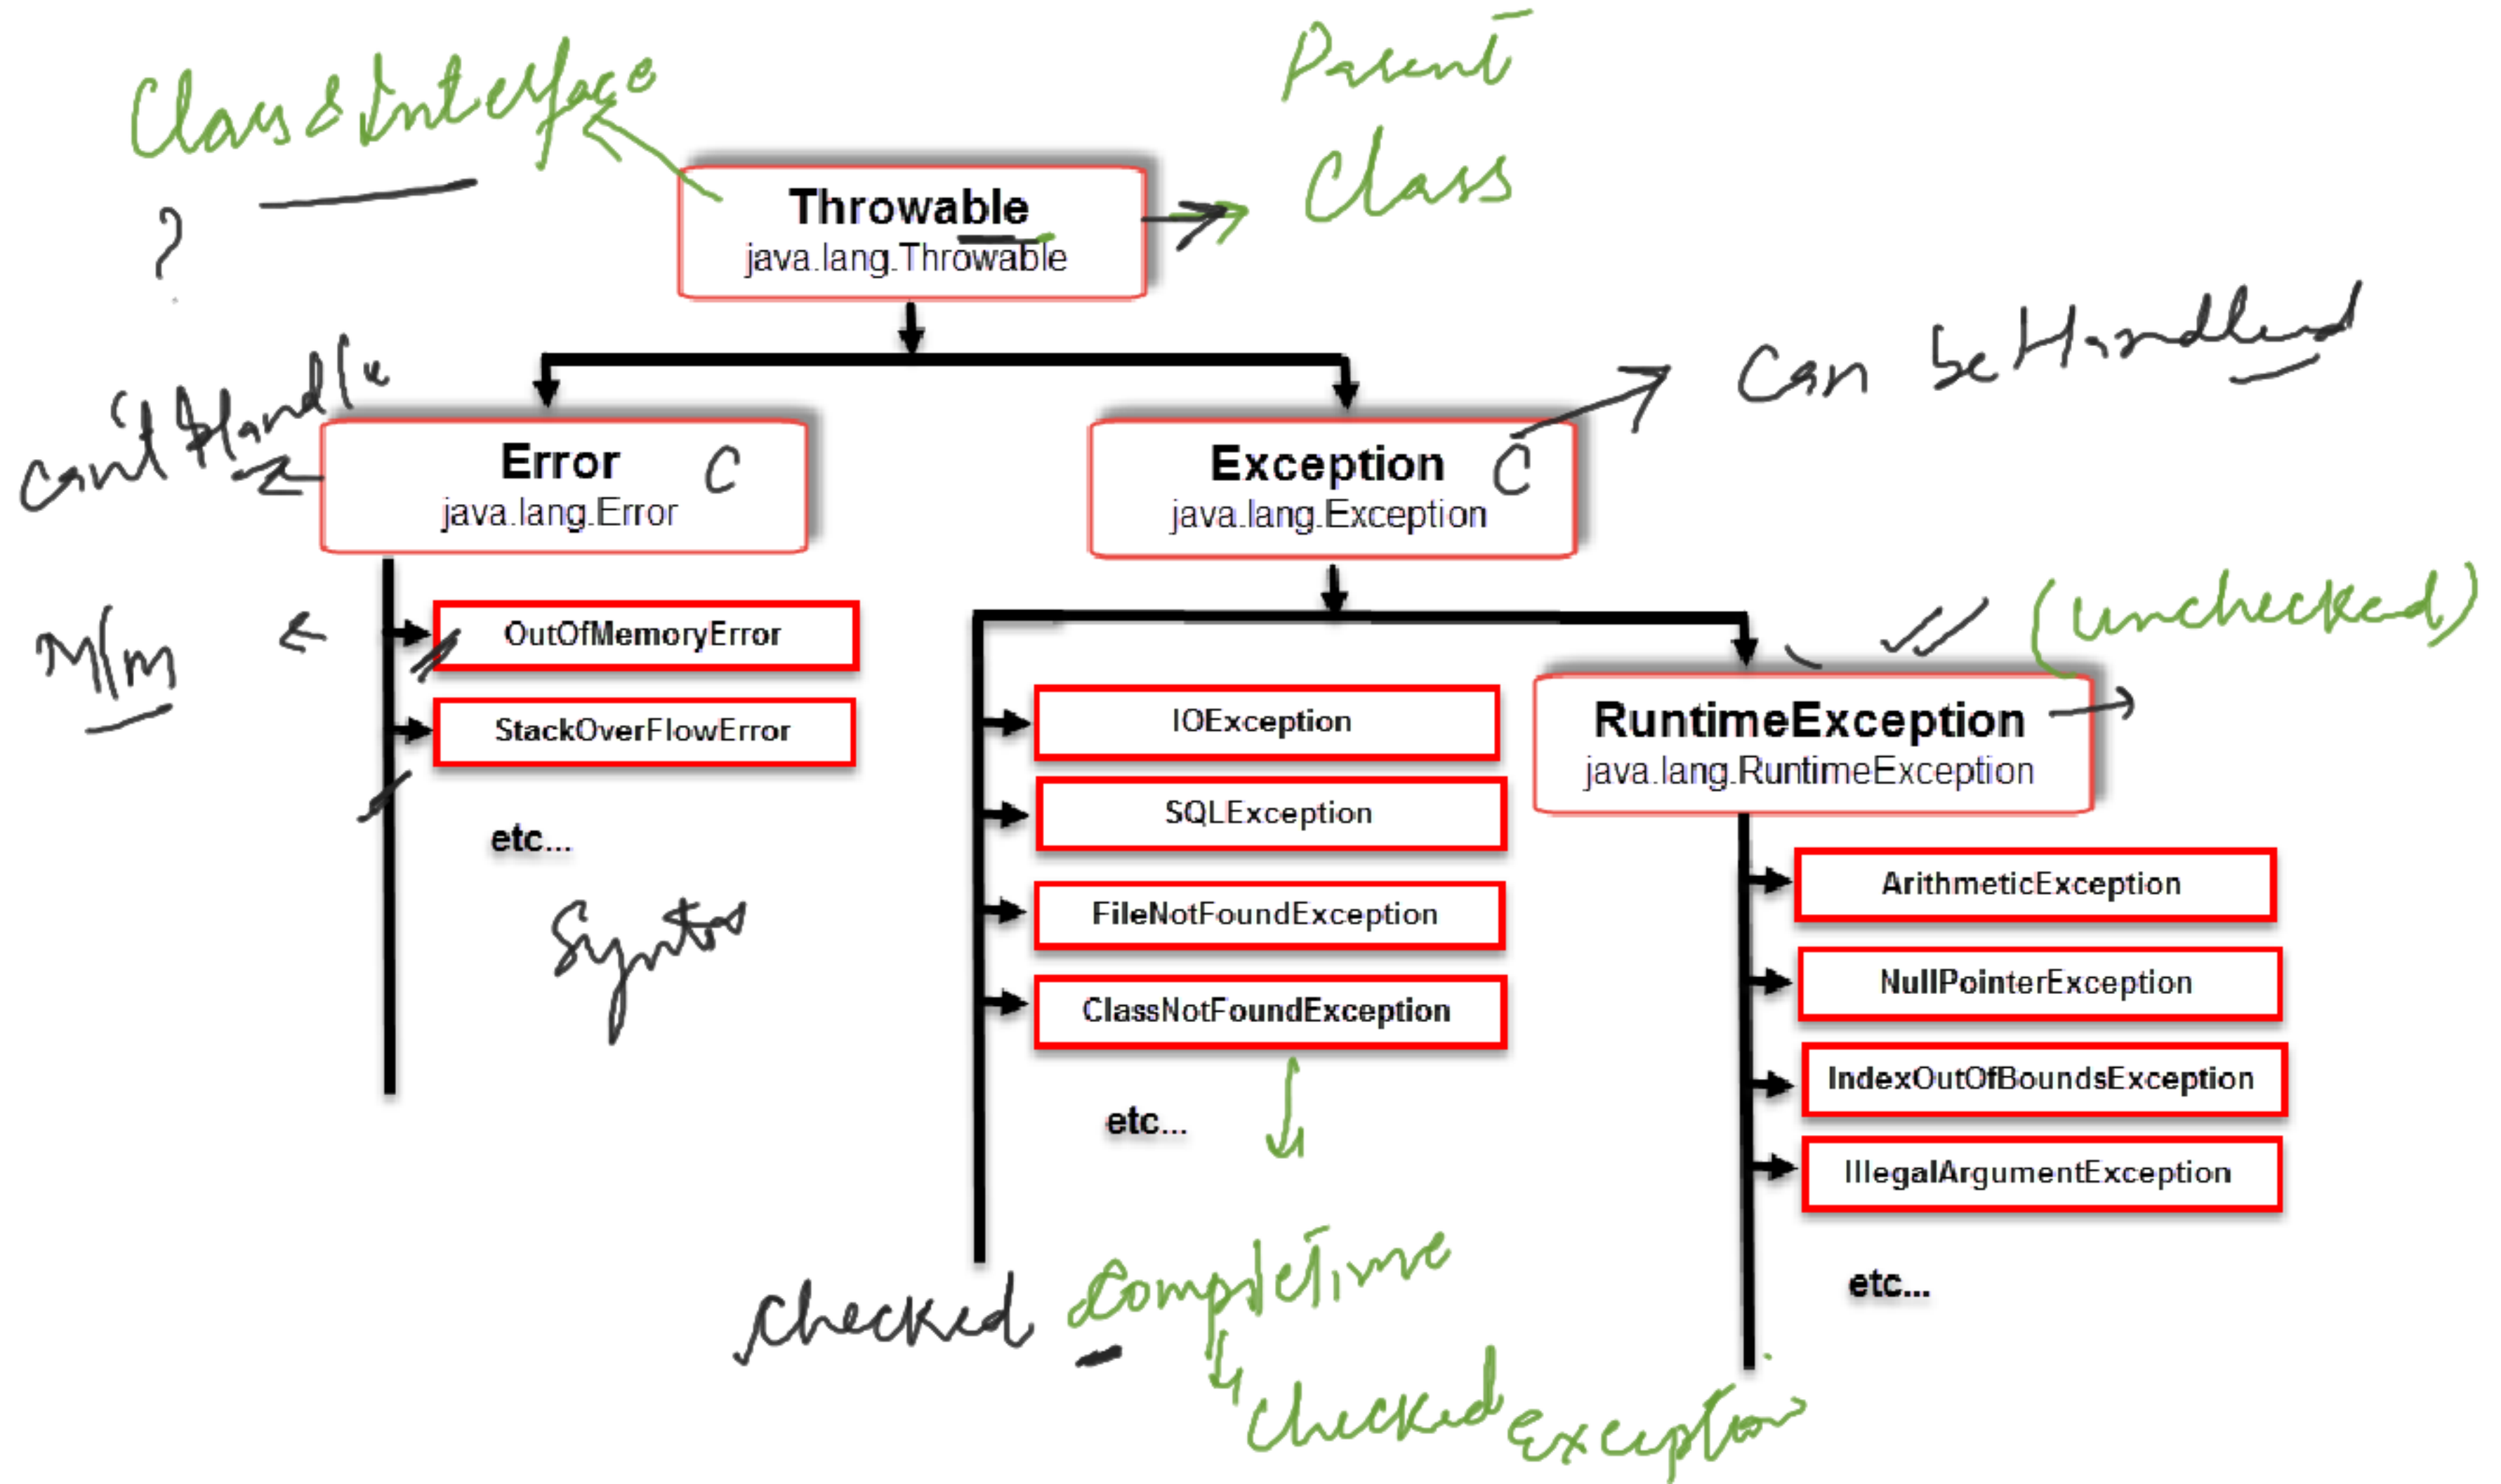 Class & Interface
?
Parent
Class
Throwable
java.lang.Throwable
can't Handle
Can be Handlend
Error C
java.lang.Error
Exception C
java.lang.Exception
M/m
OutOfMemoryError
StackOverFlowError
etc...
Syntax
IOException
SQLException
FileNotFoundException
ClassNotFoundException
etc...
checked
Completime
checked Exception
(unchecked)
RuntimeException
java.lang.RuntimeException
ArithmeticException
NullPointerException
IndexOutOfBoundsException
IllegalArgumentException
etc...